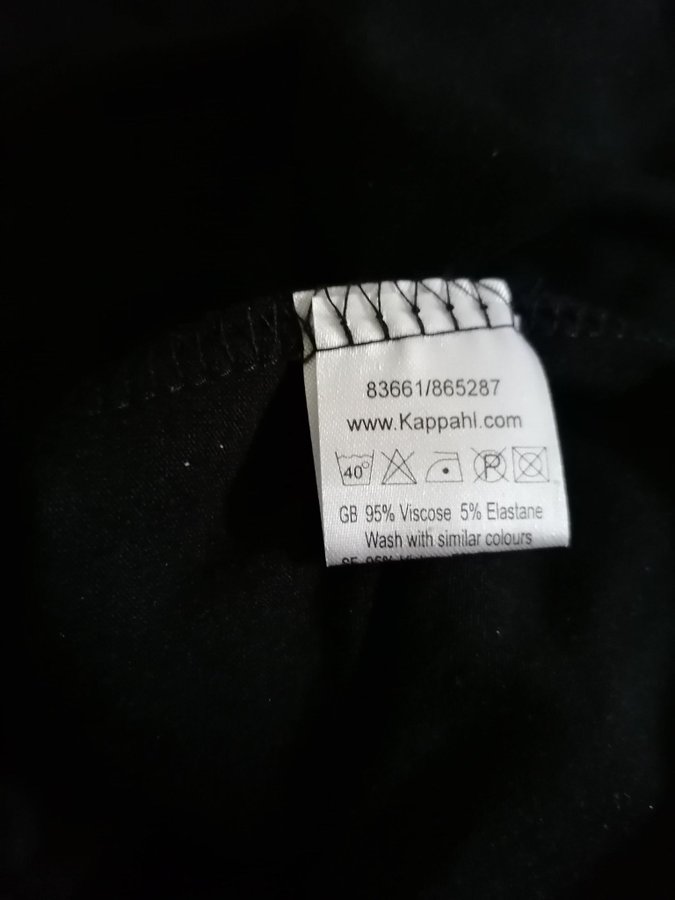 83661/865287
www.Kappahl.com
40° P
GB 95% Viscose 5% Elastane
Wash with similar colours